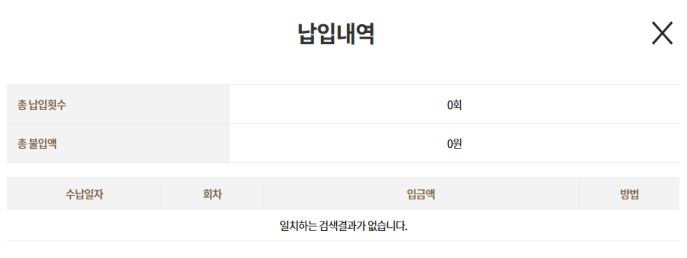 납입내역
총 납입횟수 0회
총 불입액 0원
수납일자 회차 입금액 방법
일치하는 검색결과가 없습니다.